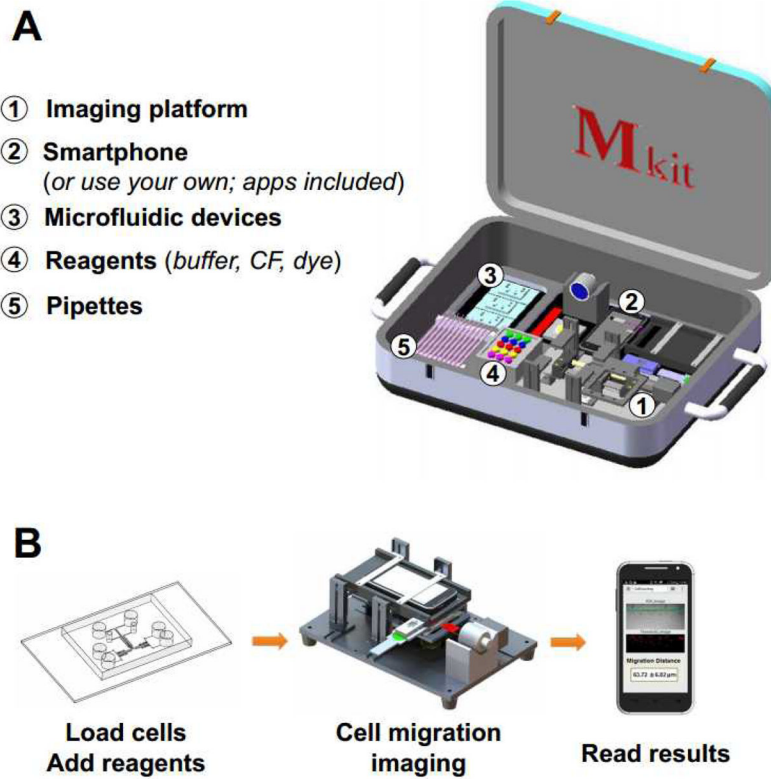 A
1 Imaging platform
2 Smartphone
(or use your own; apps included)
3 Microfluidic devices
4 Reagents (buffer, CF, dye)
5 Pipettes
M kit
3
2
5
4
1
B
Migration Distance
63.72 ± 6.82 μm
Load cells
Add reagents
Cell migration
imaging
Read results